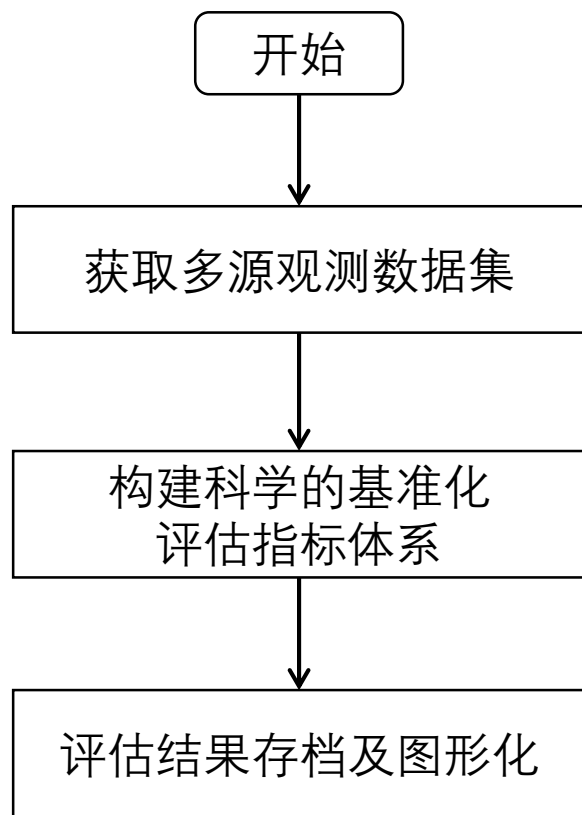 开始
获取多源观测数据集
构建科学的基准化
评估指标体系
评估结果存档及图形化